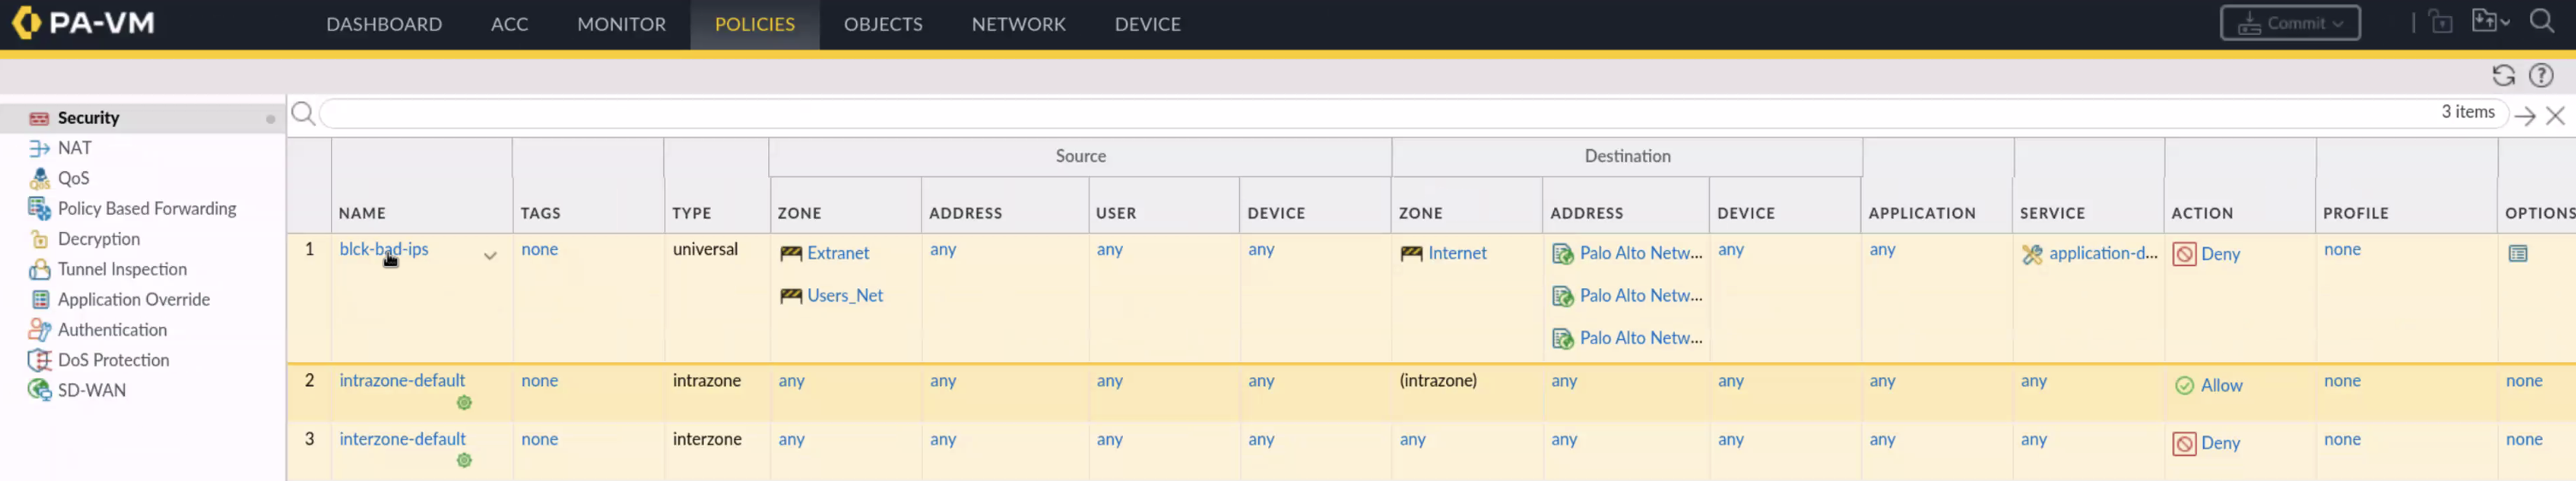 PA-VM DASHBOARD ACC MONITOR POLICIES OBJECTS NETWORK DEVICE Commit
Security
NAT
QoS
Policy Based Forwarding
Decryption
Tunnel Inspection
Application Override
Authentication
DoS Protection
SD-WAN
3 items
Source Destination
NAME TAGS TYPE ZONE ADDRESS USER DEVICE ZONE ADDRESS DEVICE APPLICATION SERVICE ACTION PROFILE OPTIONS
1 blck-bad-ips none universal Extranet any any any Internet Palo Alto Netw... any any application-d... Deny none
Users_Net Palo Alto Netw...
Palo Alto Netw...
2 intrazone-default none intrazone any any any any (intrazone) any any any any Allow none none
3 interzone-default none interzone any any any any any any any any any Deny none none